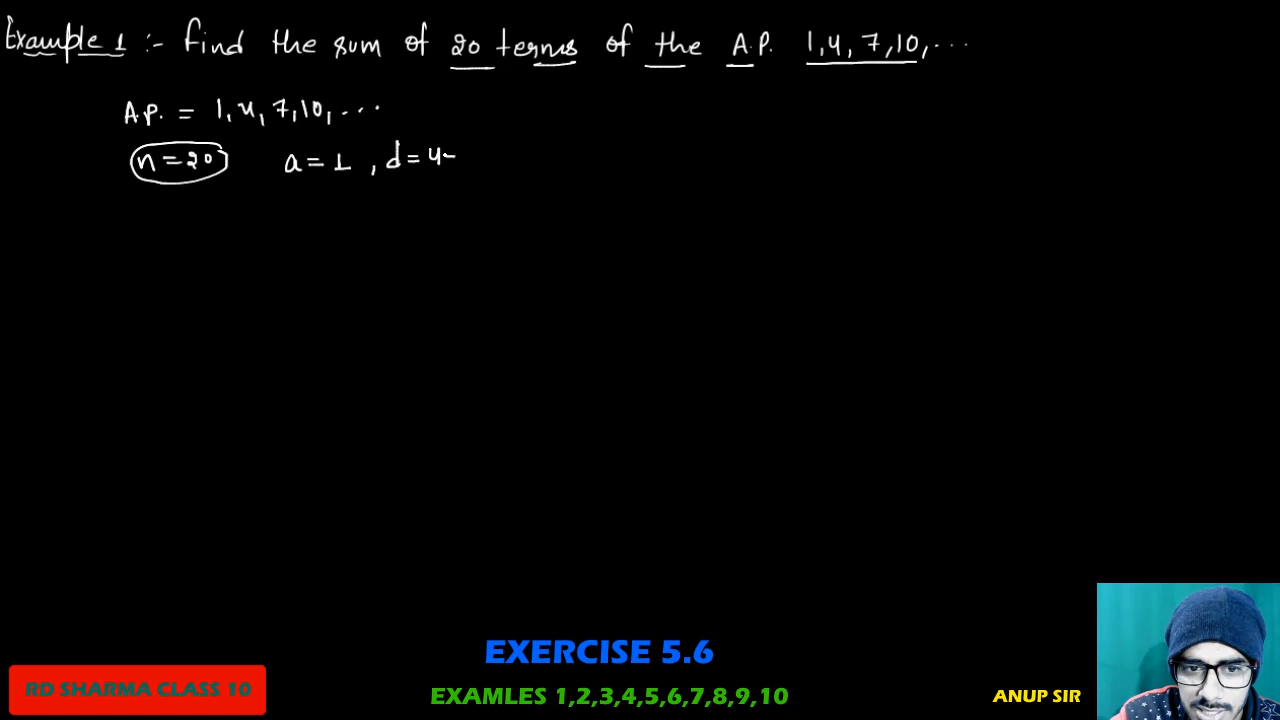 Example 1 :- Find the sum of 20 terms of the A.P. 1, 4, 7, 10, ...
A.P. = 1, 4, 7, 10, ...
n = 20 a = 1 , d = 4-
EXERCISE 5.6
RD SHARMA CLASS 10
EXAMLES 1,2,3,4,5,6,7,8,9,10
ANUP SIR